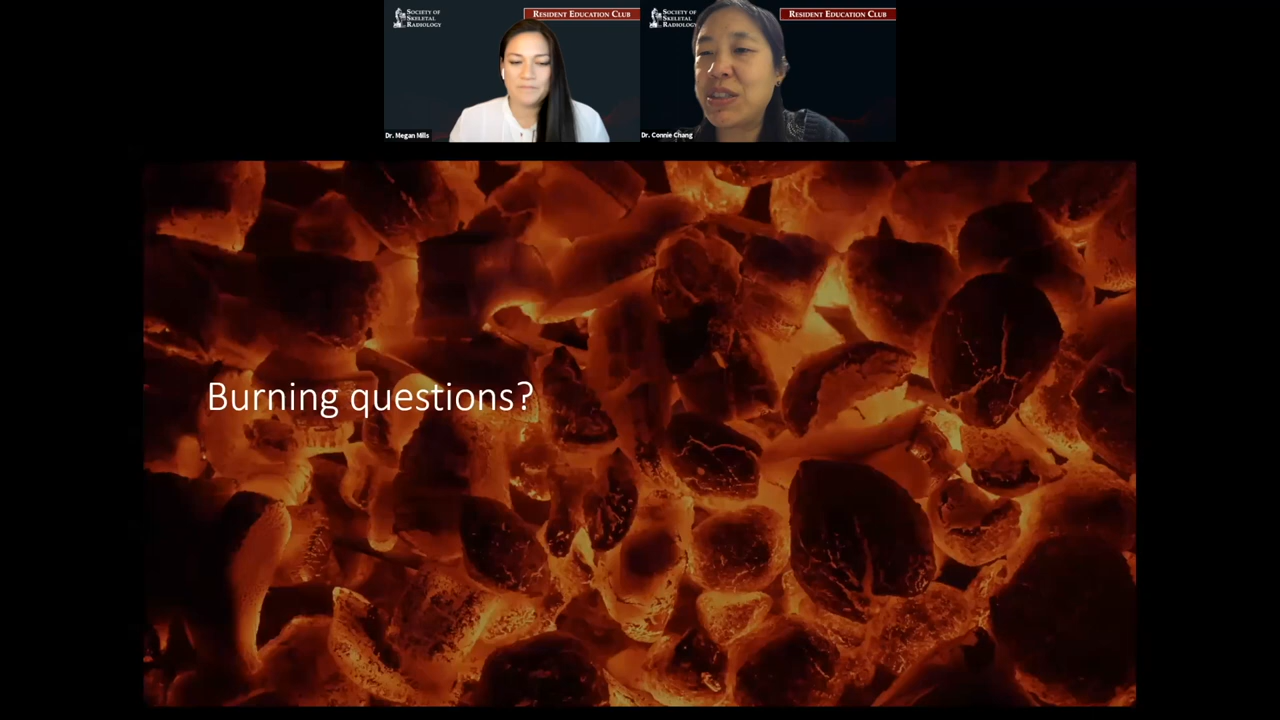 SOCIETY OF
SKELETAL
RADIOLOGY
RESIDENT EDUCATION CLUB
SOCIETY OF
SKELETAL
RADIOLOGY
RESIDENT EDUCATION CLUB
Dr. Megan Mills
Dr. Connie Chang
Burning questions?